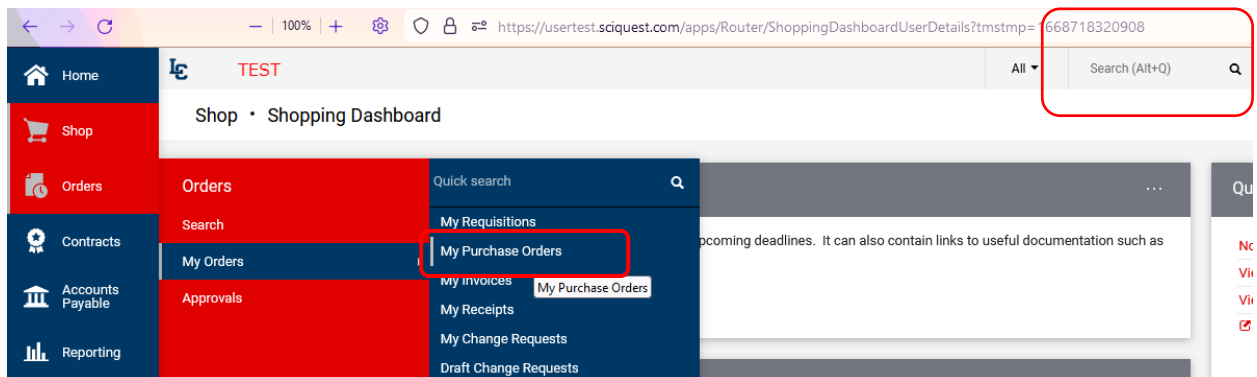 100%
https://usertest.sciquest.com/apps/Router/ShoppingDashboardUserDetails?tmstmp=1668718320908
Home
LC TEST
All
Search (Alt+Q)
Shop • Shopping Dashboard
Shop
Orders
Contracts
Accounts
Payable
Reporting
Orders
Search
My Orders
Approvals
Quick search
My Requisitions
My Purchase Orders
My Invoices
My Purchase Orders
My Receipts
My Change Requests
Draft Change Requests
...
pcoming deadlines. It can also contain links to useful documentation such as
Qu
No
Vie
Vie